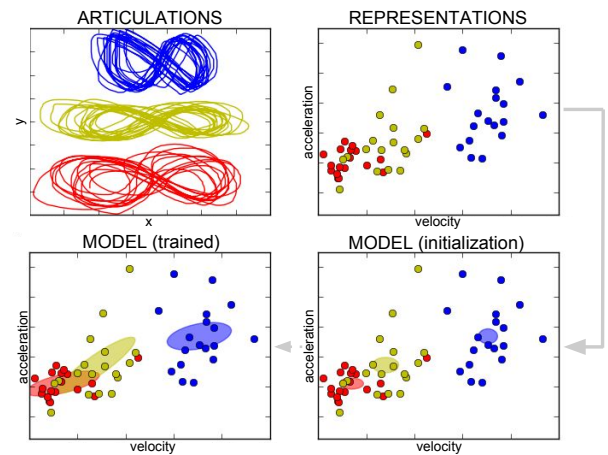 ARTICULATIONS
REPRESENTATIONS
y
x
acceleration
velocity
MODEL (trained)
MODEL (initialization)
acceleration
velocity
acceleration
velocity